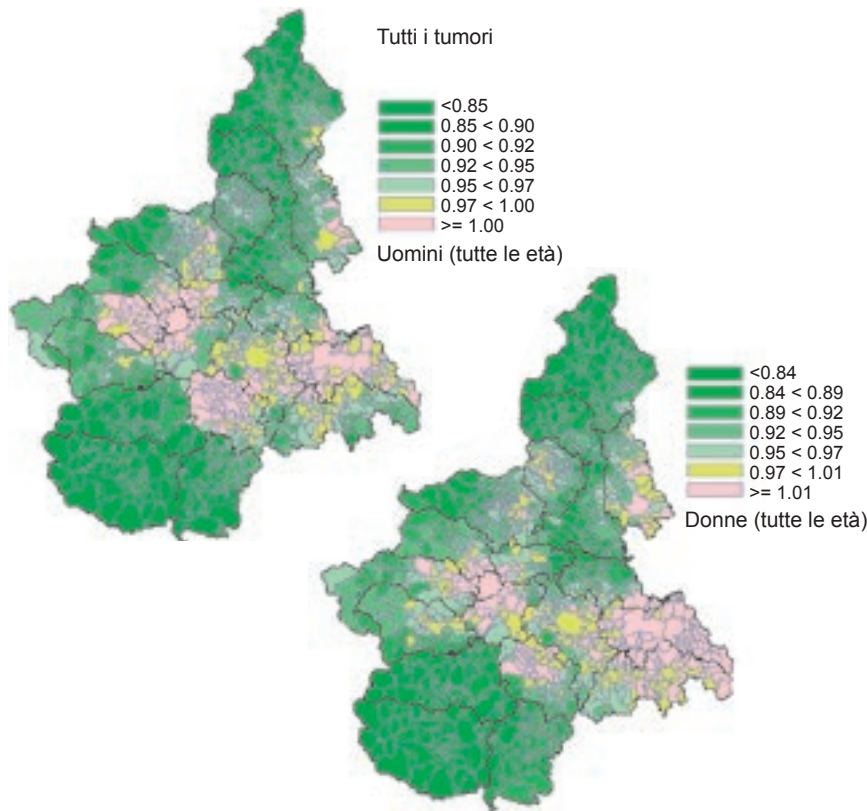 Tutti i tumori
<0.85
0.85 < 0.90
0.90 < 0.92
0.92 < 0.95
0.95 < 0.97
0.97 < 1.00
>= 1.00
Uomini (tutte le età)
<0.84
0.84 < 0.89
0.89 < 0.92
0.92 < 0.95
0.95 < 0.97
0.97 < 1.01
>= 1.01
Donne (tutte le età)